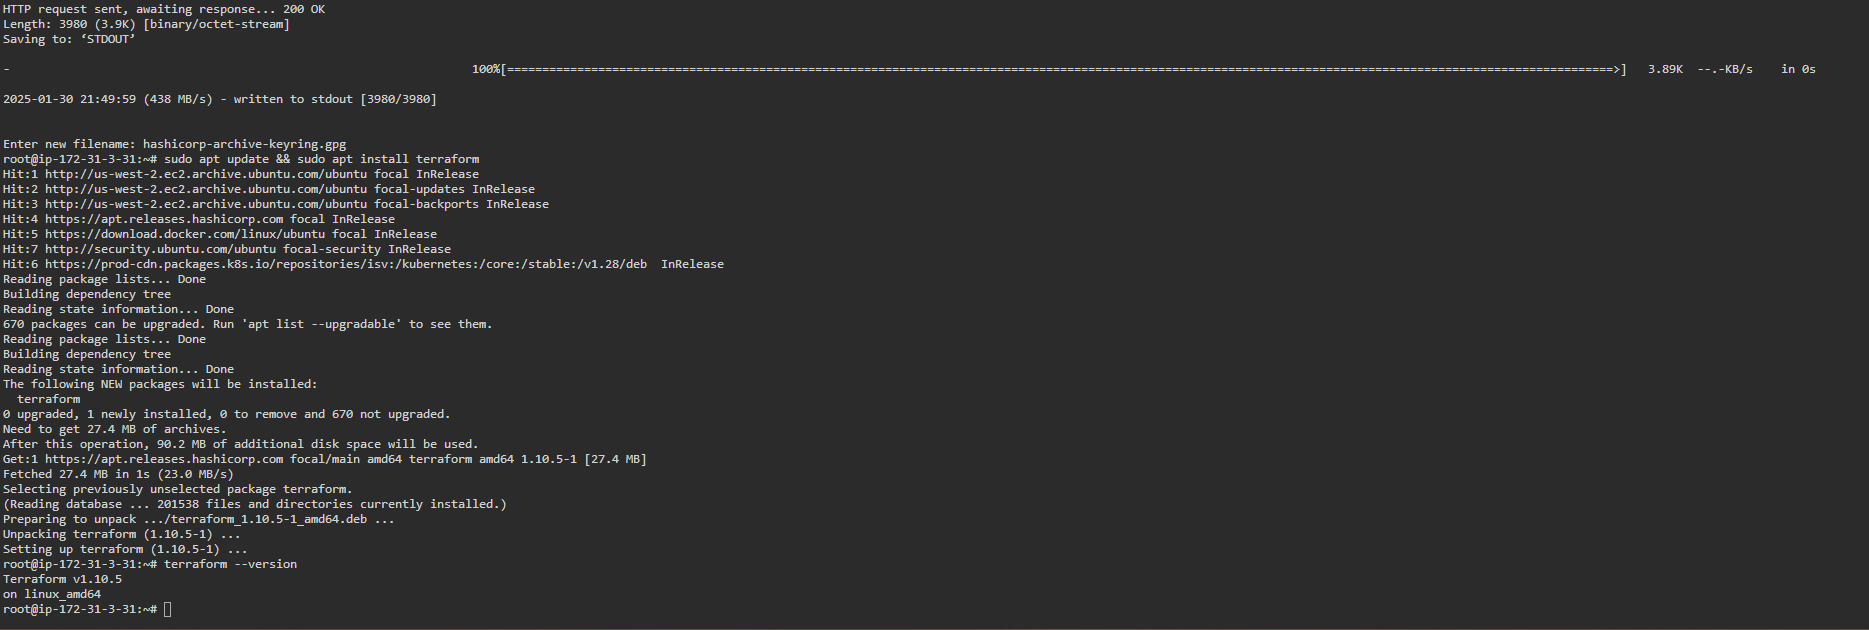 HTTP request sent, awaiting response... 200 OK
Length: 3980 (3.9K) [binary/octet-stream]
Saving to: ‘STDOUT’
- 100%[=============================================================================================================================================================>] 3.89K --.-KB/s in 0s
2025-01-30 21:49:59 (438 MB/s) - written to stdout [3980/3980]
Enter new filename: hashicorp-archive-keyring.gpg
root@ip-172-31-3-31:~# sudo apt update && sudo apt install terraform
Hit:1 http://us-west-2.ec2.archive.ubuntu.com/ubuntu focal InRelease
Hit:2 http://us-west-2.ec2.archive.ubuntu.com/ubuntu focal-updates InRelease
Hit:3 http://us-west-2.ec2.archive.ubuntu.com/ubuntu focal-backports InRelease
Hit:4 https://apt.releases.hashicorp.com focal InRelease
Hit:5 https://download.docker.com/linux/ubuntu focal InRelease
Hit:7 http://security.ubuntu.com/ubuntu focal-security InRelease
Hit:6 https://prod-cdn.packages.k8s.io/repositories/isv:/kubernetes:/core:/stable:/v1.28/deb  InRelease
Reading package lists... Done
Building dependency tree
Reading state information... Done
670 packages can be upgraded. Run 'apt list --upgradable' to see them.
Reading package lists... Done
Building dependency tree
Reading state information... Done
The following NEW packages will be installed:
  terraform
0 upgraded, 1 newly installed, 0 to remove and 670 not upgraded.
Need to get 27.4 MB of archives.
After this operation, 90.2 MB of additional disk space will be used.
Get:1 https://apt.releases.hashicorp.com focal/main amd64 terraform amd64 1.10.5-1 [27.4 MB]
Fetched 27.4 MB in 1s (23.0 MB/s)
Selecting previously unselected package terraform.
(Reading database ... 201538 files and directories currently installed.)
Preparing to unpack .../terraform_1.10.5-1_amd64.deb ...
Unpacking terraform (1.10.5-1) ...
Setting up terraform (1.10.5-1) ...
root@ip-172-31-3-31:~# terraform --version
Terraform v1.10.5
on linux_amd64
root@ip-172-31-3-31:~#